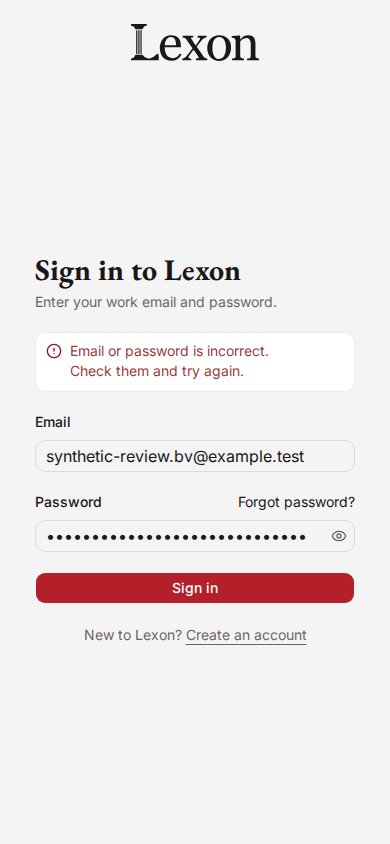 Lexon
Sign in to Lexon
Enter your work email and password.
Email or password is incorrect.
Check them and try again.
Email
synthetic-review.bv@example.test
Password Forgot password?
•••••••••••••••••••••••••••••
Sign in
New to Lexon? Create an account